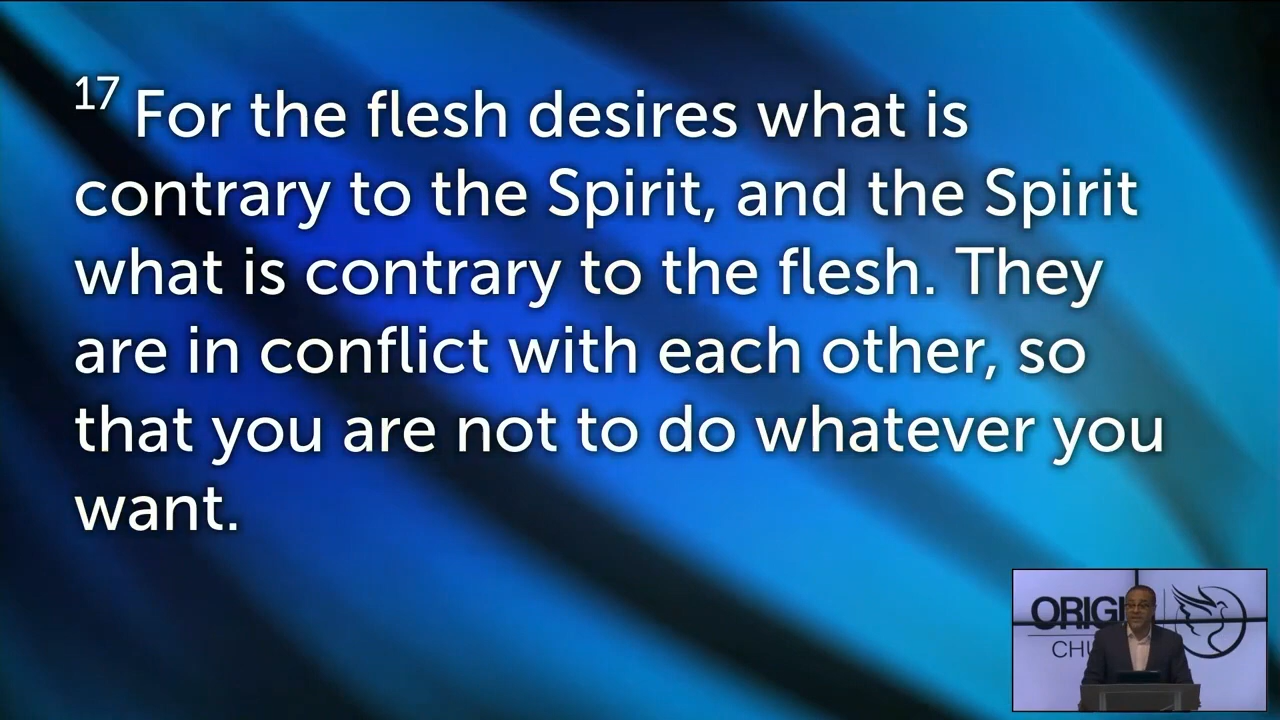 17 For the flesh desires what is
contrary to the Spirit, and the Spirit
what is contrary to the flesh. They
are in conflict with each other, so
that you are not to do whatever you
want.